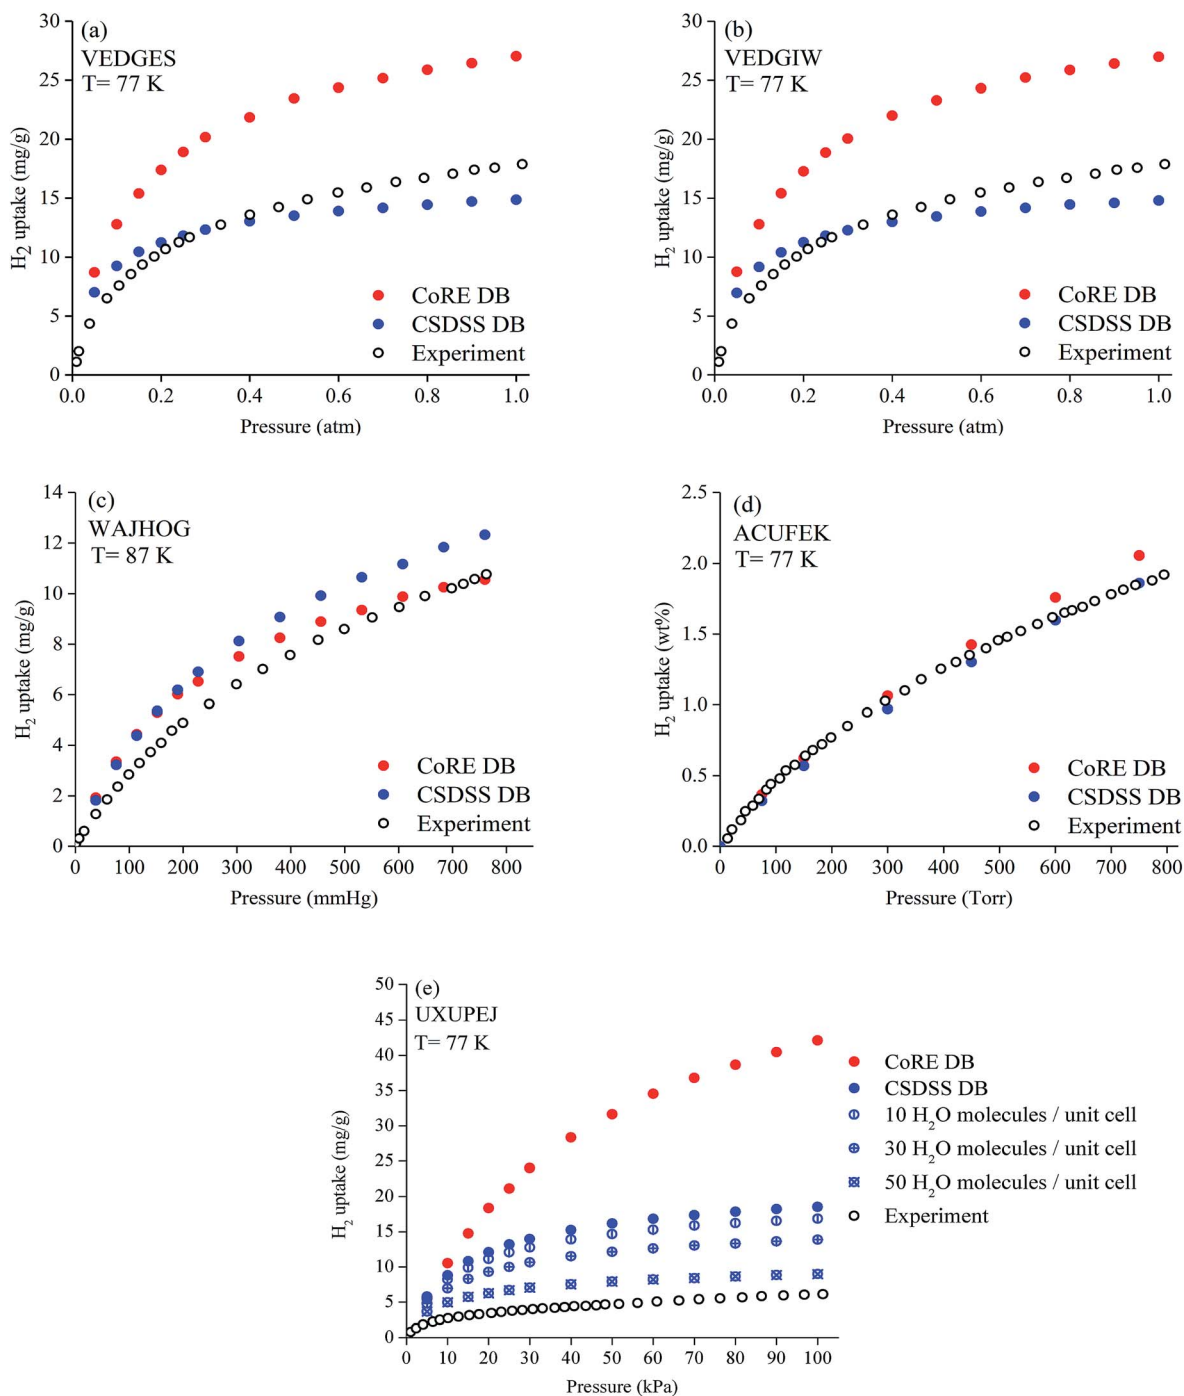 (a)
VEDGES
T= 77 K
H2 uptake (mg/g)
30
25
20
15
10
5
0
0.0 0.2 0.4 0.6 0.8 1.0
Pressure (atm)
CoRE DB
CSDSS DB
Experiment
(b)
VEDGIW
T= 77 K
H₂ uptake (mg/g)
30
25
20
15
10
5
0
0.0 0.2 0.4 0.6 0.8 1.0
Pressure (atm)
CoRE DB
CSDSS DB
Experiment
(c)
WAJHOG
T= 87 K
H₂ uptake (mg/g)
14
12
10
8
6
4
2
0
0 100 200 300 400 500 600 700 800
Pressure (mmHg)
CoRE DB
CSDSS DB
Experiment
(d)
ACUFEK
T= 77 K
H₂ uptake (wt%)
2.5
2.0
1.5
1.0
0.5
0.0
0 100 200 300 400 500 600 700 800
Pressure (Torr)
CoRE DB
CSDSS DB
Experiment
(e)
UXUPEJ
T= 77 K
H₂ uptake (mg/g)
50
45
40
35
30
25
20
15
10
5
0
0 10 20 30 40 50 60 70 80 90 100
Pressure (kPa)
CoRE DB
CSDSS DB
10 H₂O molecules / unit cell
30 H₂O molecules / unit cell
50 H₂O molecules / unit cell
Experiment